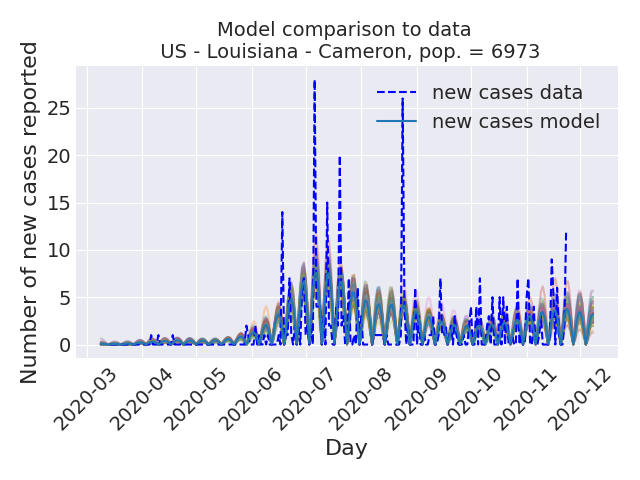 Model comparison to data
US - Louisiana - Cameron, pop. = 6973
Number of new cases reported
25
20
15
10
5
0
new cases data
new cases model
2020-03
2020-04
2020-05
2020-06
2020-07
2020-08
2020-09
2020-10
2020-11
2020-12
Day